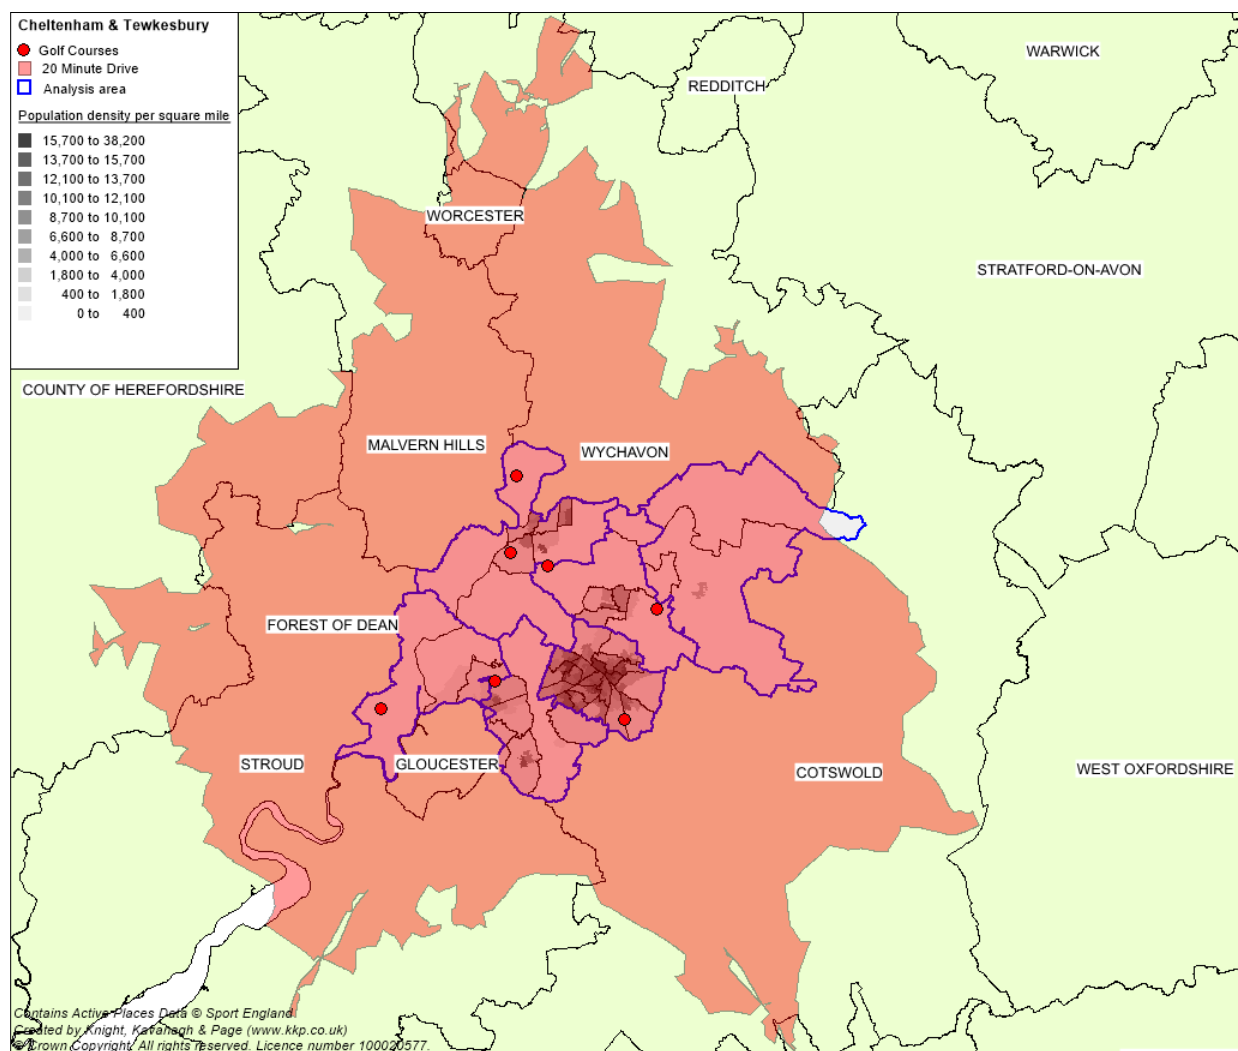 Cheltenham & Tewkesbury
Golf Courses
20 Minute Drive
Analysis area
Population density per square mile
15,700 to 38,200
13,700 to 15,700
12,100 to 13,700
10,100 to 12,100
8,700 to 10,100
6,600 to 8,700
4,000 to 6,600
1,800 to 4,000
400 to 1,800
0 to 400
WARWICK
REDDITCH
WORCESTER
STRATFORD-ON-AVON
COUNTY OF HEREFORDSHIRE
MALVERN HILLS
WYCHAVON
FOREST OF DEAN
STROUD
GLOUCESTER
COTSWOLD
WEST OXFORDSHIRE
Contains Active Places Data © Sport England
Created by Knight, Kavanagh & Page (www.kkp.co.uk)
© Crown Copyright. All rights reserved. Licence number 100020577.